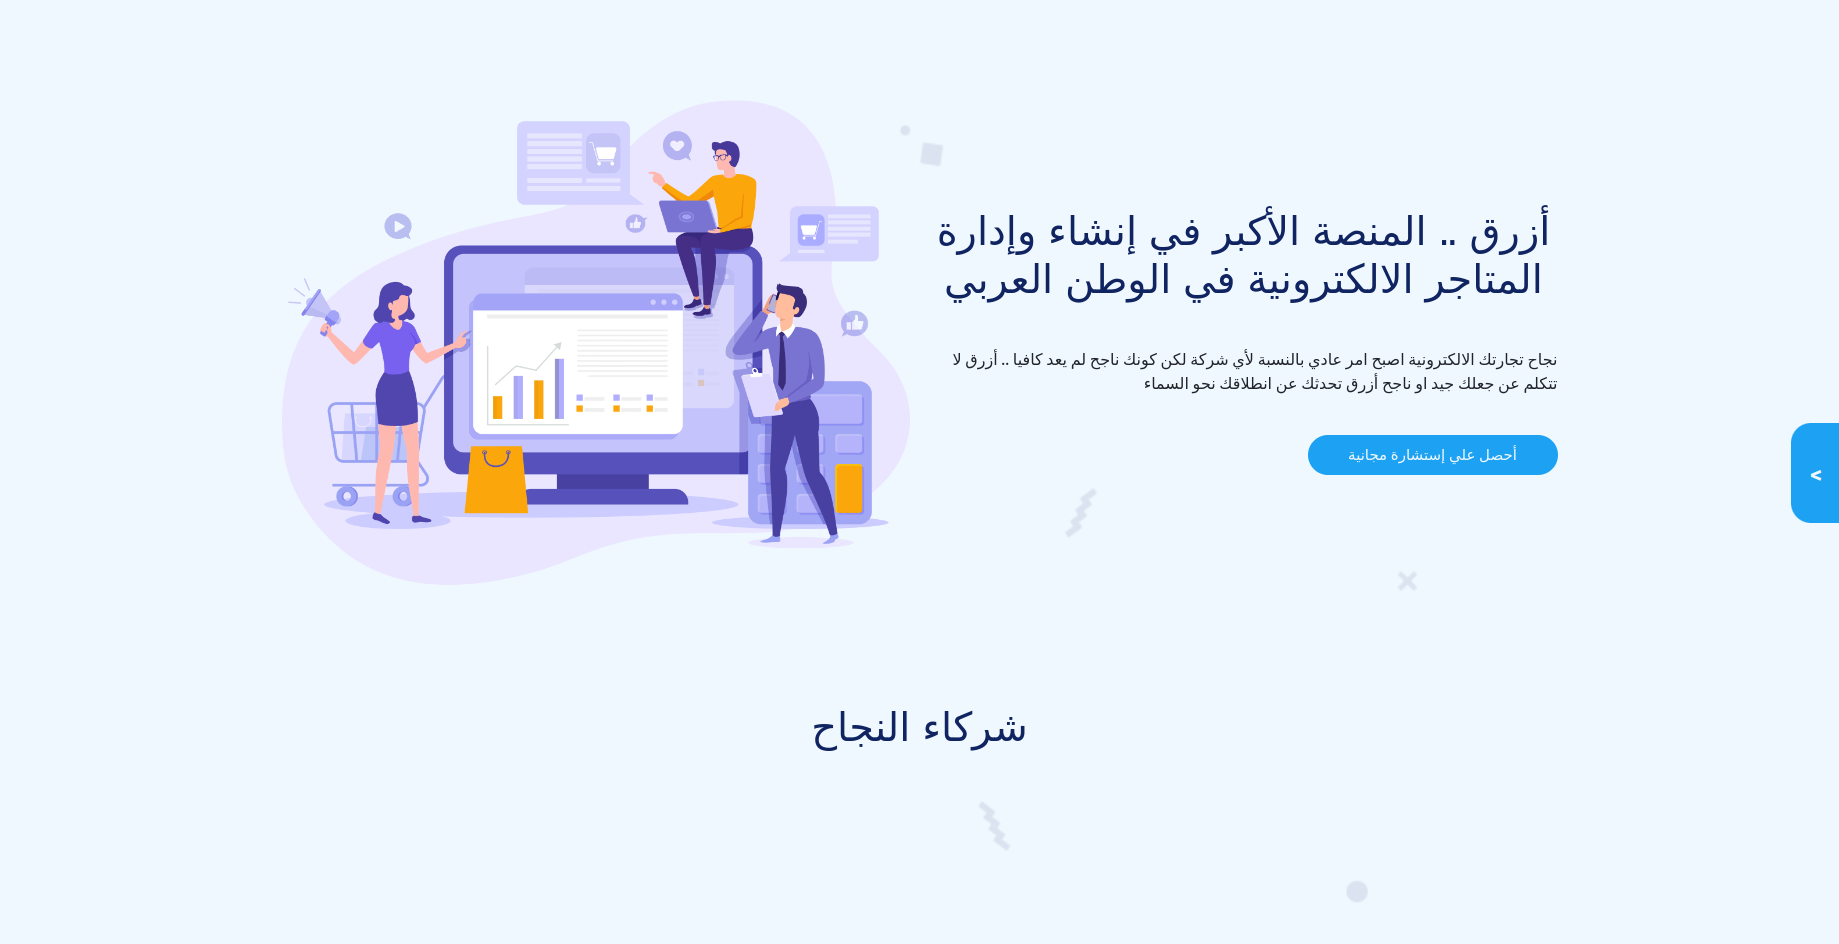 أزرق .. المنصة الأكبر في إنشاء وإدارة
المتاجر الالكترونية في الوطن العربي
نجاح تجارتك الالكترونية اصبح امر عادي بالنسبة لأي شركة لكن كونك ناجح لم يعد كافيا .. أزرق لا
تتكلم عن جعلك جيد او ناجح أزرق تحدثك عن انطلاقك نحو السماء
أحصل علي إستشارة مجانية
<
شركاء النجاح